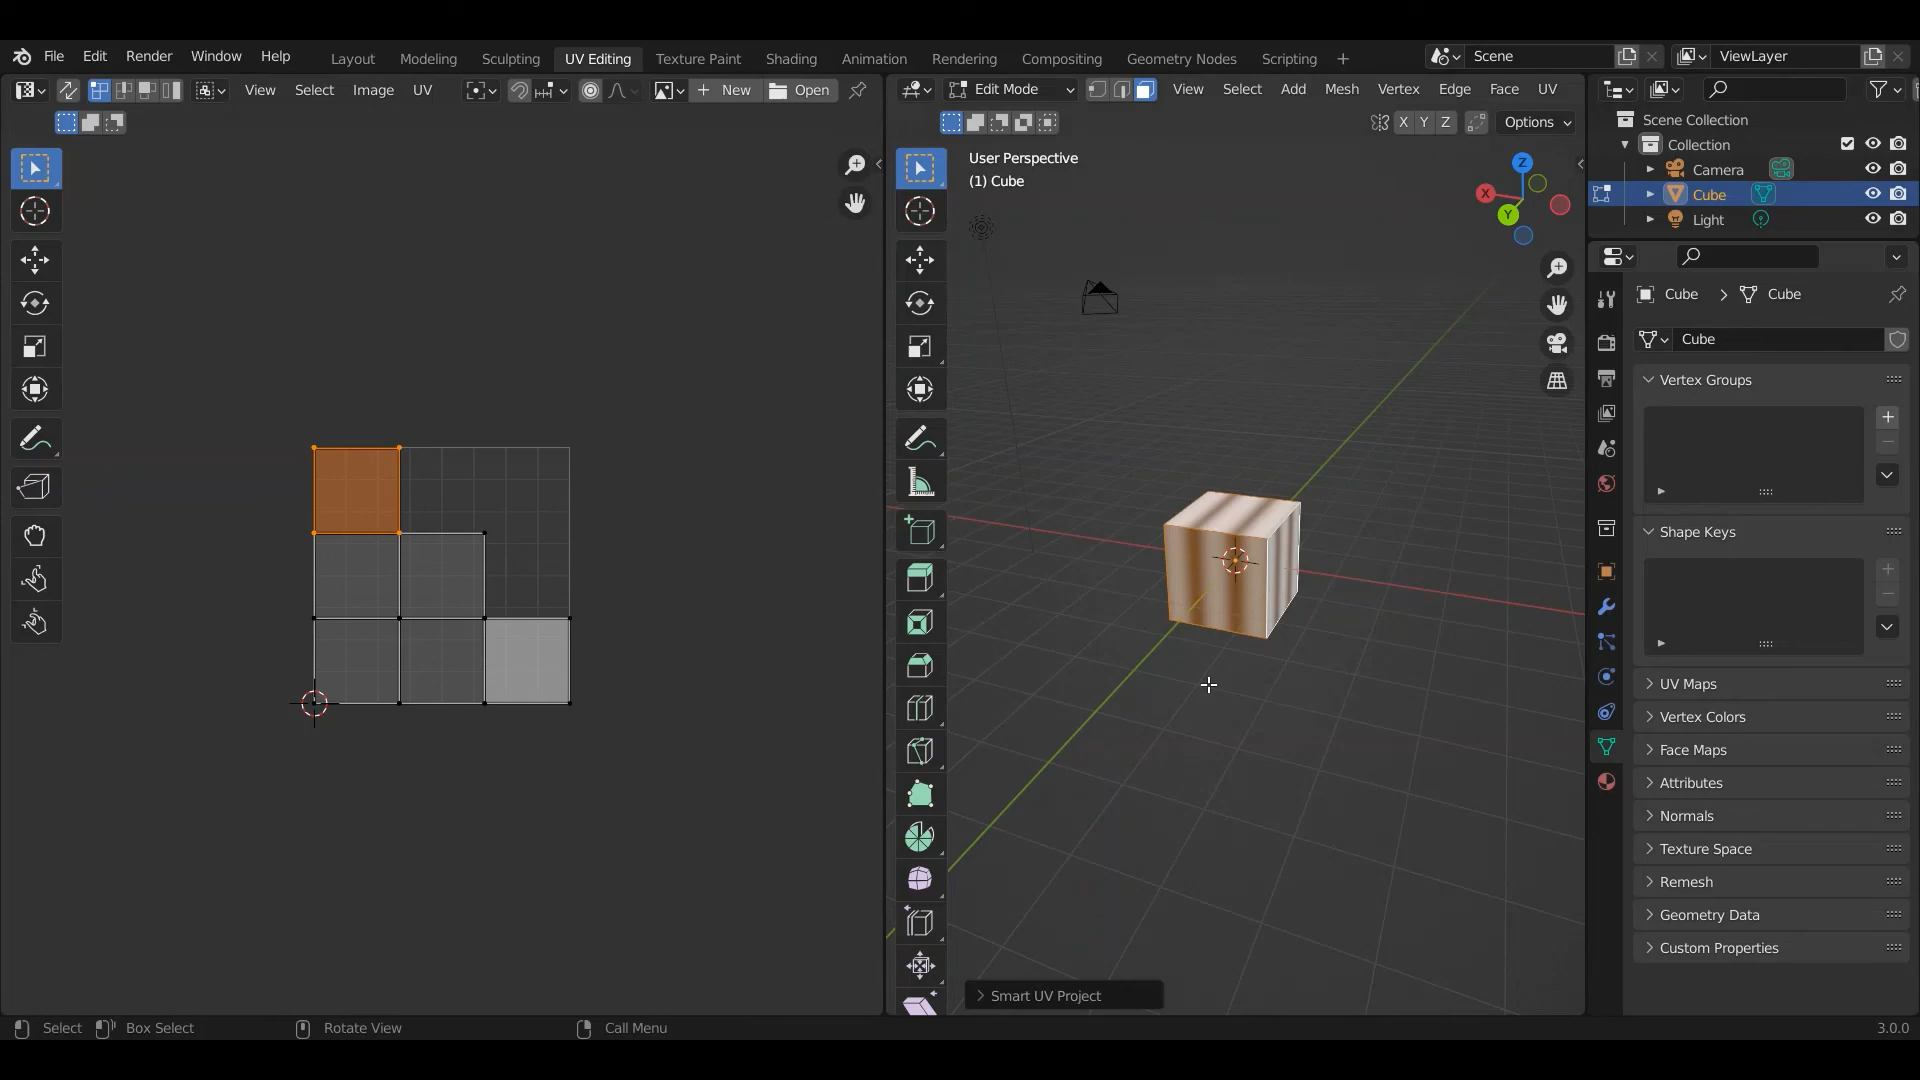 File Edit Render Window Help Layout Modeling Sculpting UV Editing Texture Paint Shading Animation Rendering Compositing Geometry Nodes Scripting + Scene ViewLayer
View Select Image UV + New Open
Edit Mode View Select Add Mesh Vertex Edge Face UV
X Y Z Options
User Perspective
(1) Cube
Z
X
Y
Scene Collection
Collection
Camera
Cube
Light
Cube > Cube
Cube
Vertex Groups
Shape Keys
UV Maps
Vertex Colors
Face Maps
Attributes
Normals
Texture Space
Remesh
Geometry Data
Custom Properties
Smart UV Project
Select Box Select Rotate View Call Menu 3.0.0